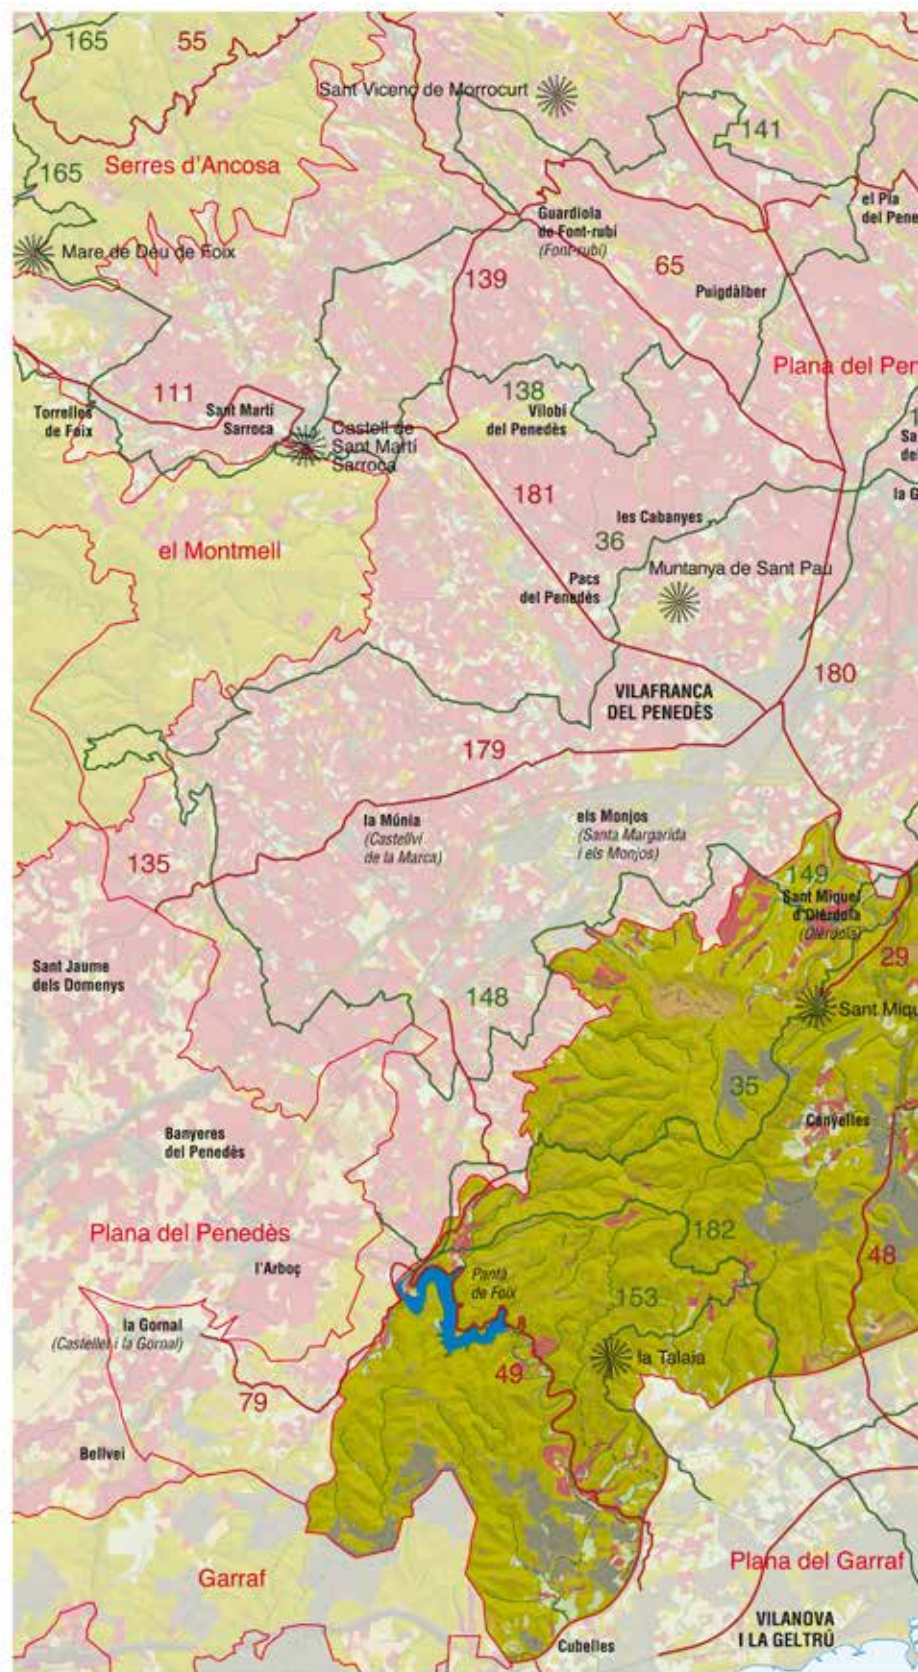 165
55
Sant Vicenç de Morrocurt
141
165
Serres d'Ancosa
el Pla
del Pene
Guardiola
de Font-rubí
(Font-rubí)
Mare de Déu de Foix
139
65
Puigdàlber
Plana del Pen
111
138
Torrelles
de Foix
Sant Martí
Sarroca
Castell de
Sant Martí
Sarroca
Vilobí
del Penedès
Sa
del
la G
181
les Cabanyes
36
el Montmell
Muntanya de Sant Pau
Pacs
del Penedès
180
VILAFRANCA
DEL PENEDÈS
179
la Múnia
(Castellví
de la Marca)
els Monjos
(Santa Margarida
i els Monjos)
135
149
Sant Miquel
d'Olèrdola
(Olèrdola)
29
Sant Jaume
dels Domenys
148
Sant Miqu
35
Canyelles
Banyeres
del Penedès
Plana del Penedès
182
48
l'Arboç
Pantà
de Foix
153
la Gornal
(Castellet i la Gornal)
la Talaia
49
79
Bellvei
Garraf
Plana del Garraf
VILANOVA
I LA GELTRÚ
Cubelles